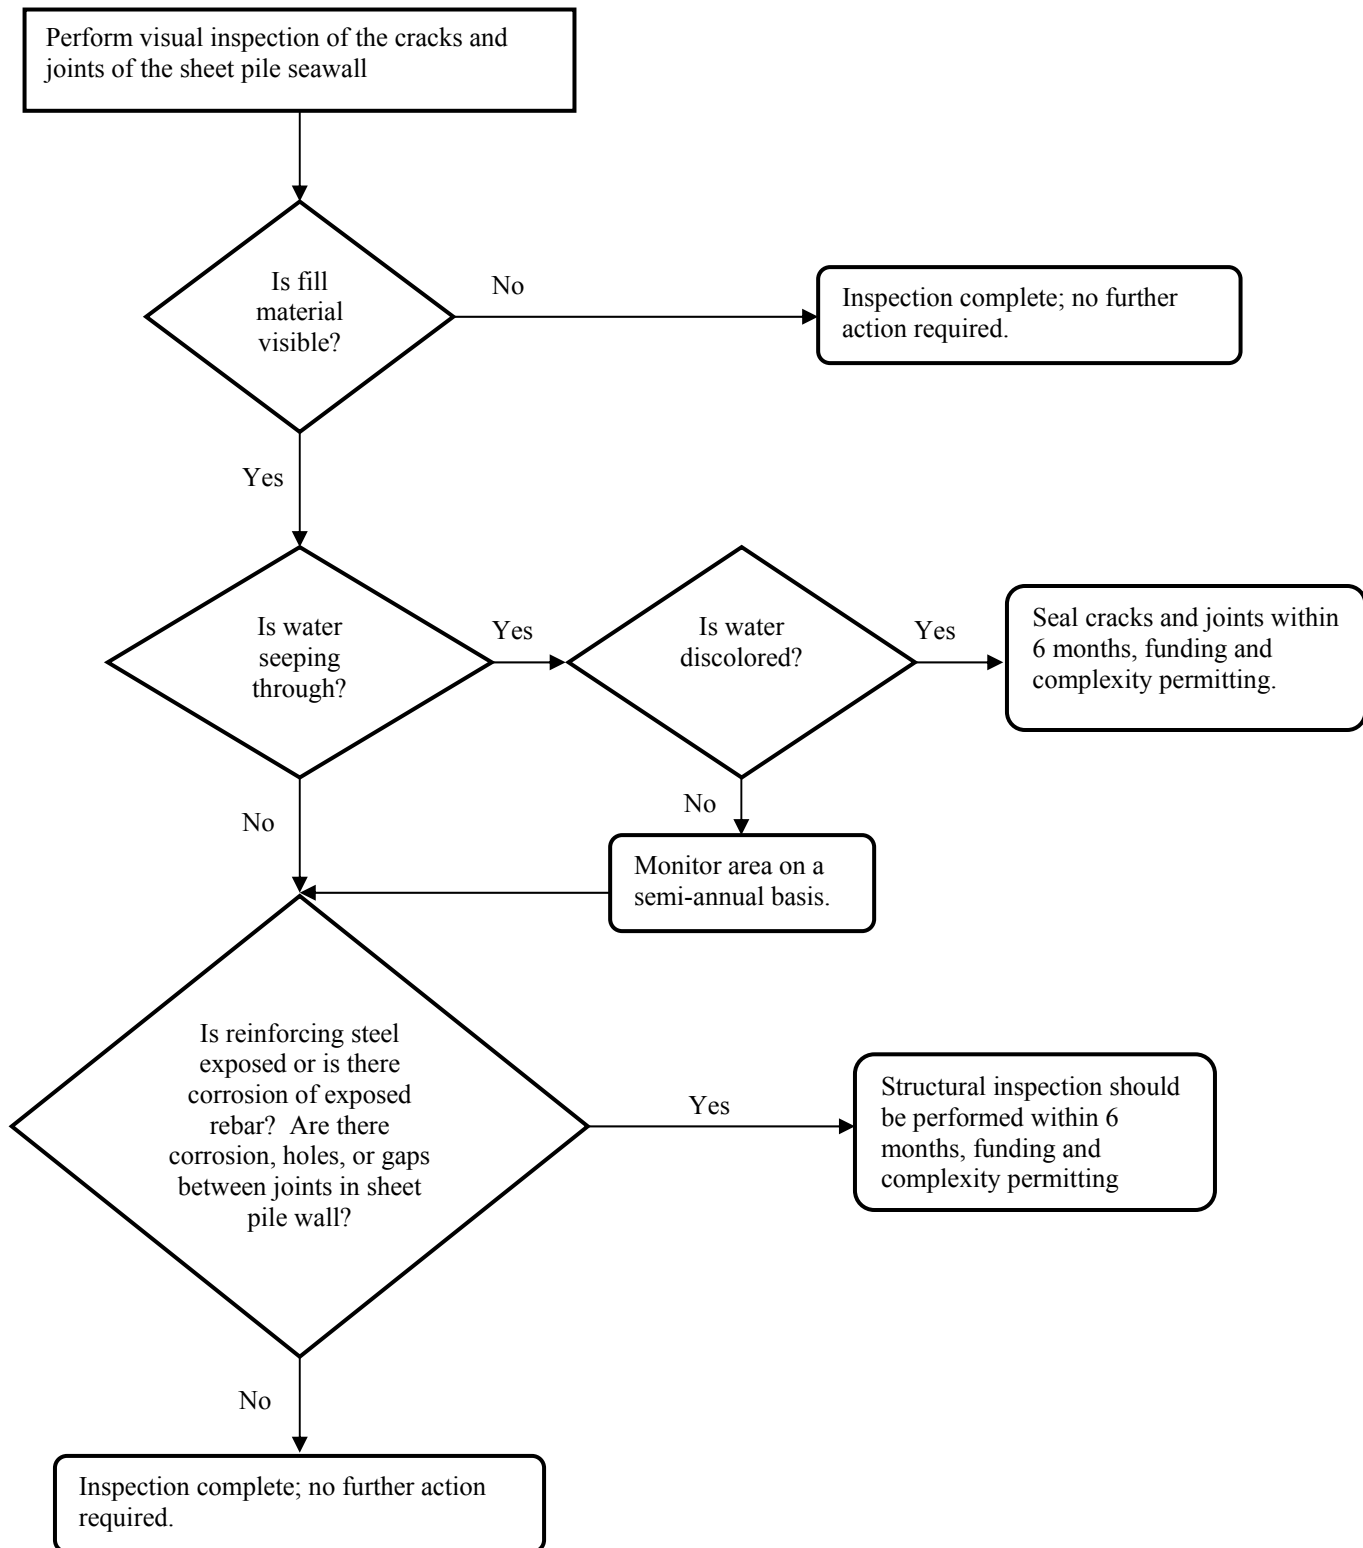 Perform visual inspection of the cracks and
joints of the sheet pile seawall
Is fill
material
visible?
No
Inspection complete; no further
action required.
Yes
Is water
seeping
through?
Yes
Is water
discolored?
Yes
Seal cracks and joints within
6 months, funding and
complexity permitting.
No
No
Monitor area on a
semi-annual basis.
Is reinforcing steel
exposed or is there
corrosion of exposed
rebar?  Are there
corrosion, holes, or gaps
between joints in sheet
pile wall?
Yes
Structural inspection should
be performed within 6
months, funding and
complexity permitting
No
Inspection complete; no further action
required.